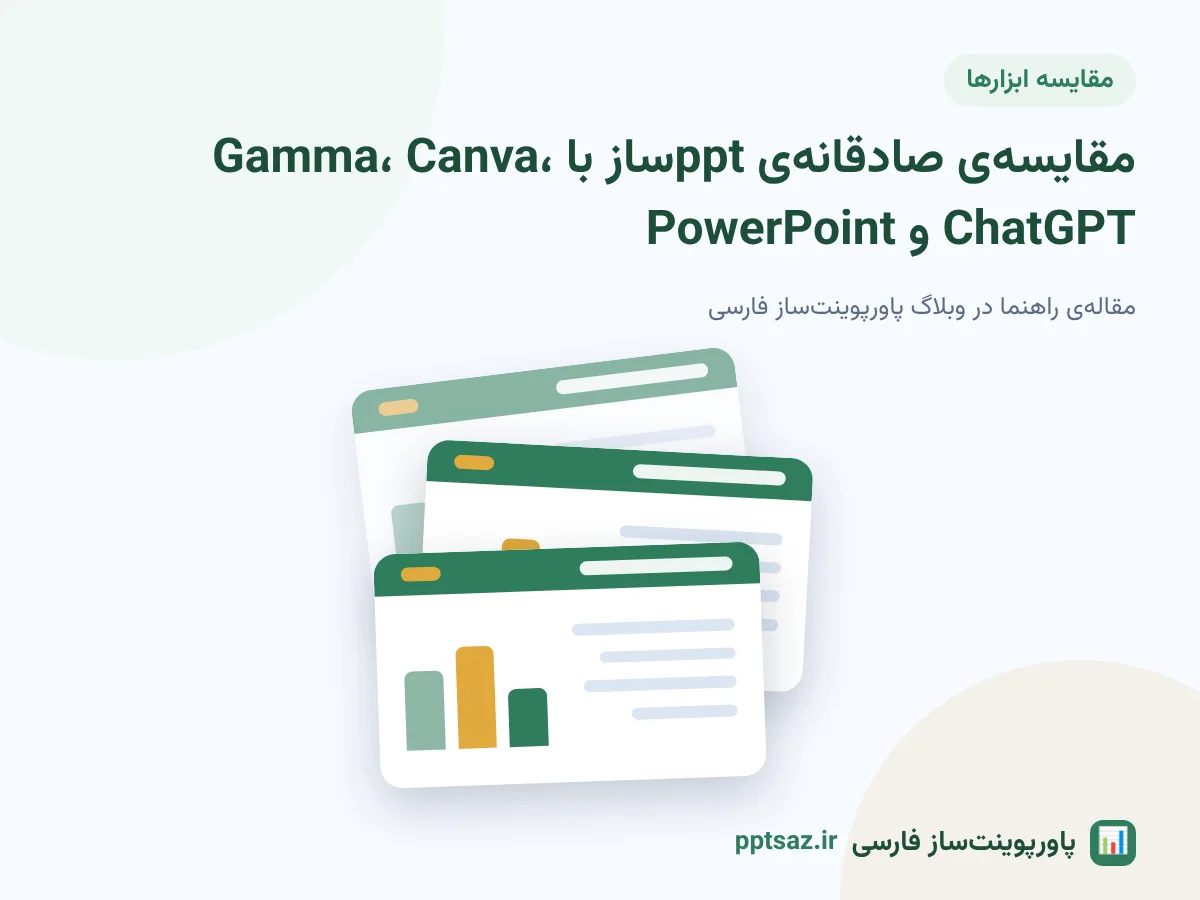 مقایسه ابزارها
مقایسه‌ی صادقانه‌ی pptساز با Gamma، Canva،
ChatGPT و PowerPoint
مقاله‌ی راهنما در وبلاگ پاورپوینت‌ساز فارسی
پاورپوینت‌ساز فارسی pptsaz.ir